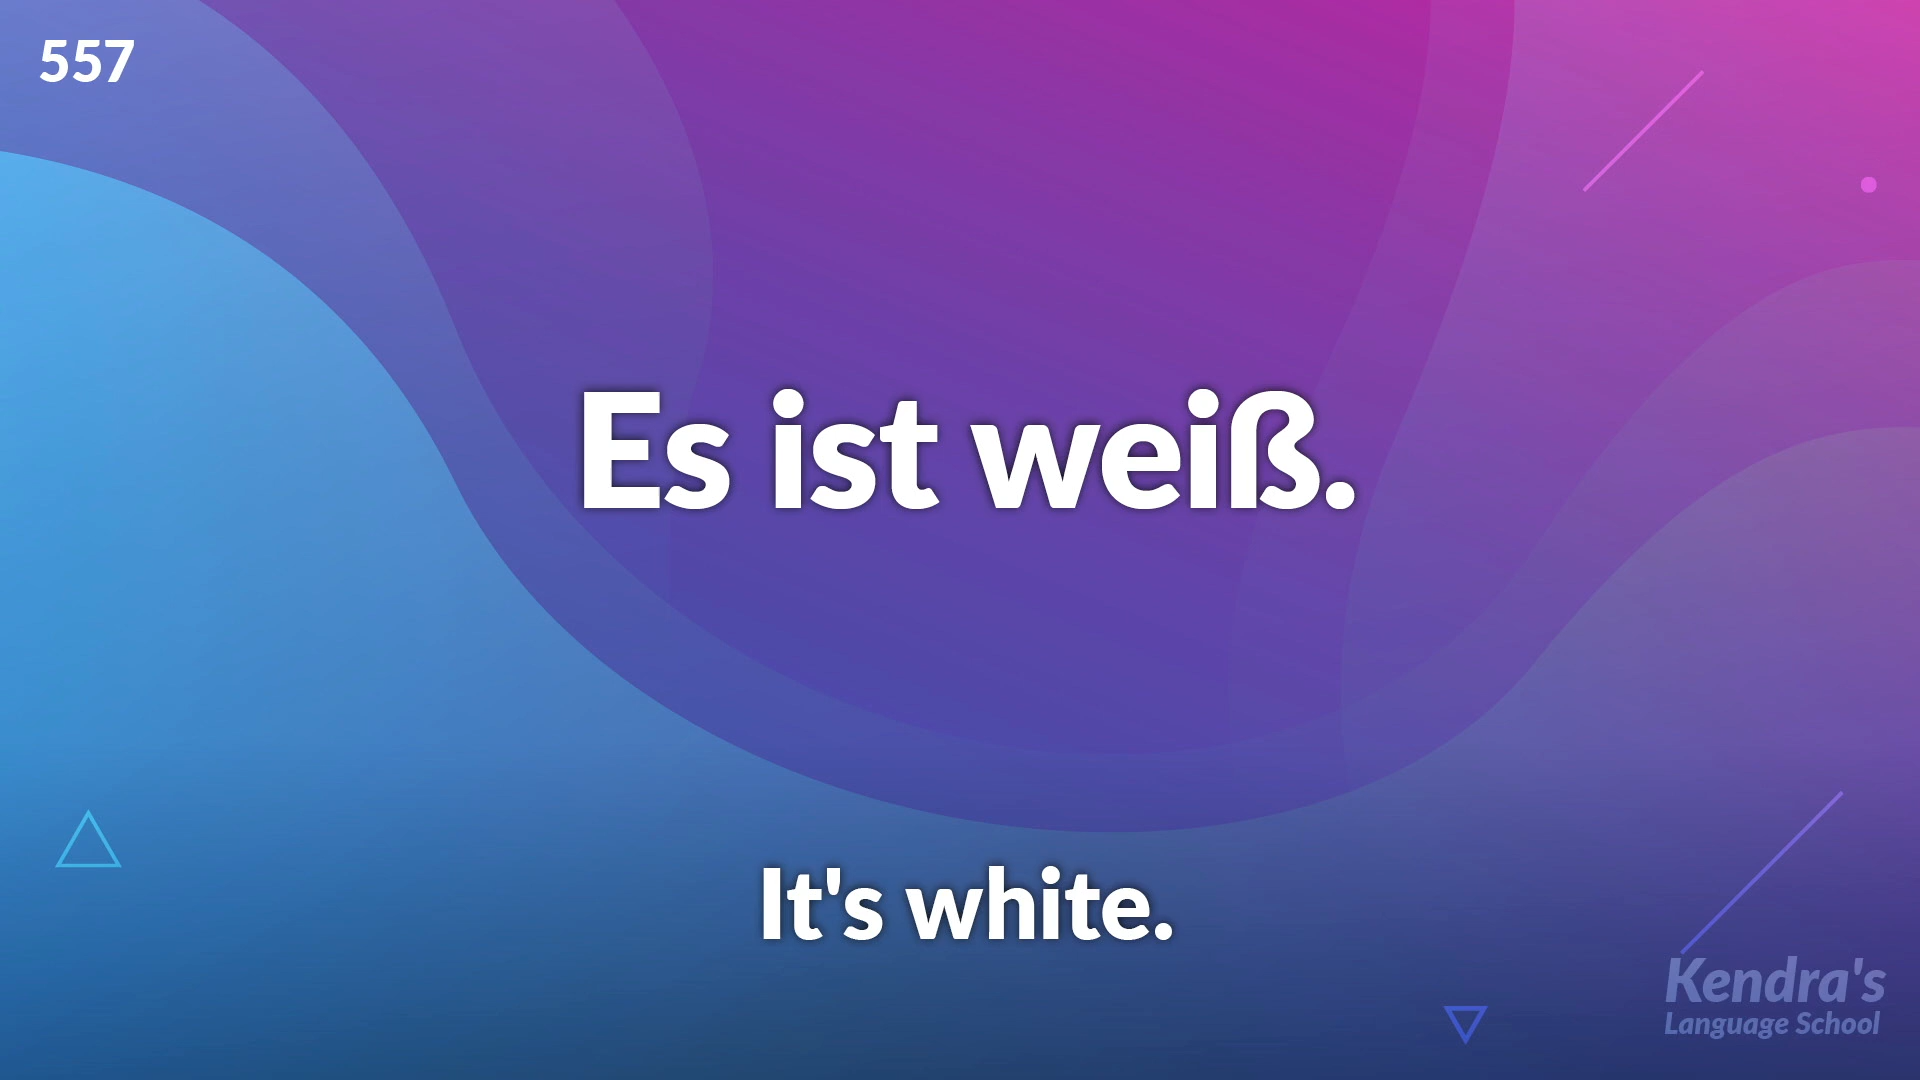 557
Es ist weiß.
It's white.
Kendra's
Language School